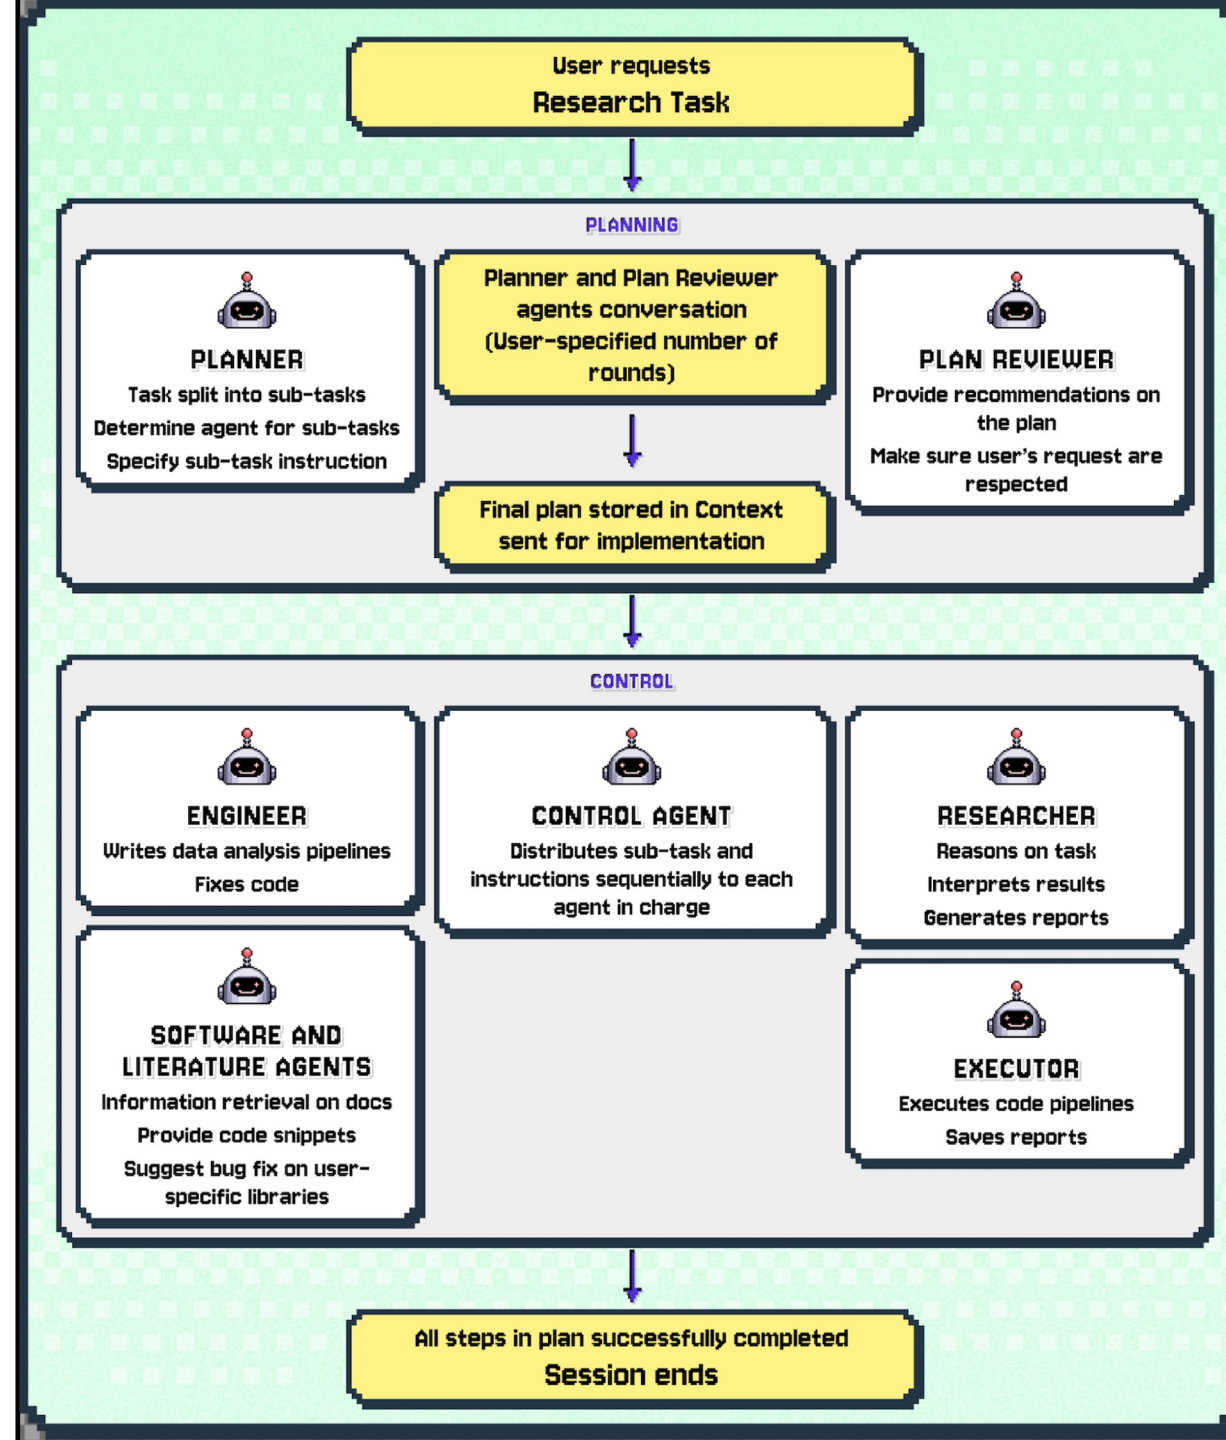 User requests
Research Task
PLANNING
PLANNER
Task split into sub-tasks
Determine agent for sub-tasks
Specify sub-task instruction
Planner and Plan Reviewer
agents conversation
(User-specified number of
rounds)
Final plan stored in Context
sent for implementation
PLAN REVIEWER
Provide recommendations on
the plan
Make sure user's request are
respected
CONTROL
ENGINEER
Writes data analysis pipelines
Fixes code
CONTROL AGENT
Distributes sub-task and
instructions sequentially to each
agent in charge
RESEARCHER
Reasons on task
Interprets results
Generates reports
SOFTWARE AND
LITERATURE AGENTS
Information retrieval on docs
Provide code snippets
Suggest bug fix on user-
specific libraries
EXECUTOR
Executes code pipelines
Saves reports
All steps in plan successfully completed
Session ends